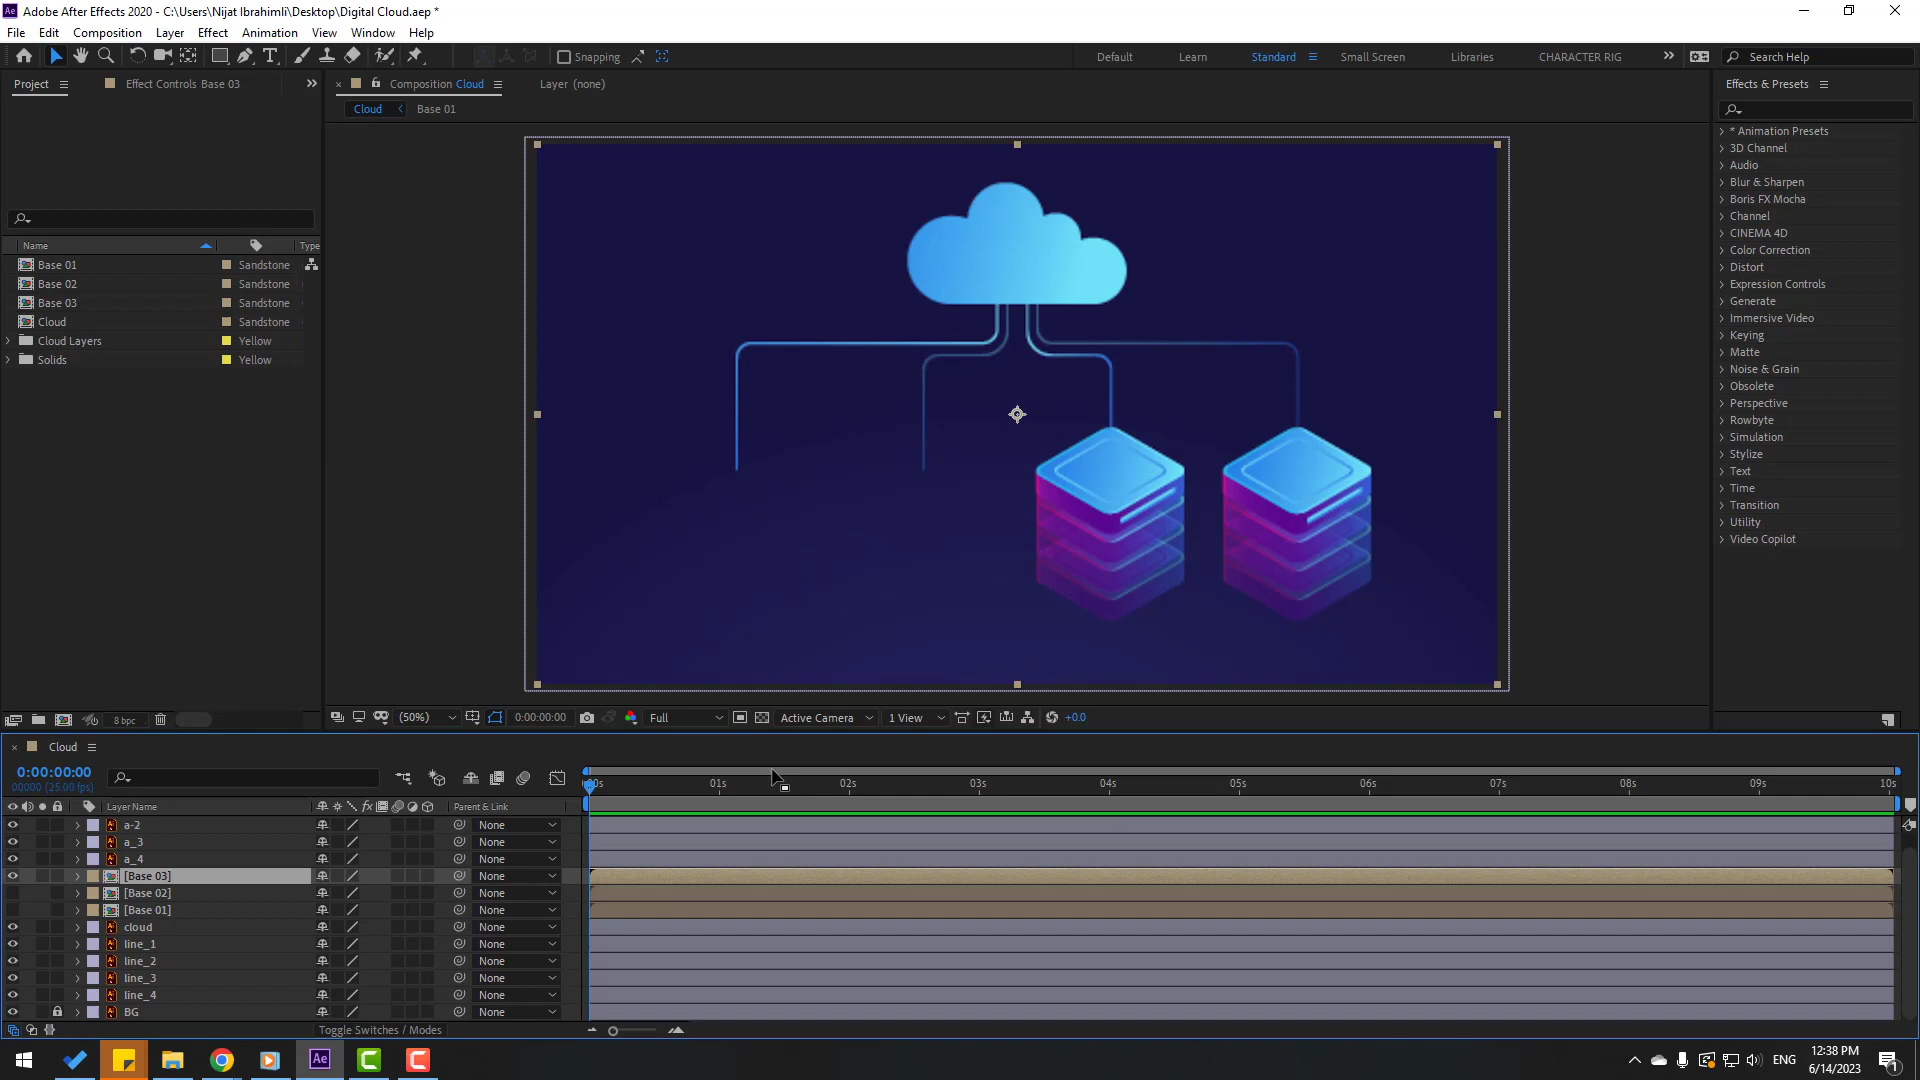 Adobe After Effects 2020 - C:\Users\Nijat Ibrahimli\Desktop\Digital Cloud.aep *
File Edit Composition Layer Effect Animation View Window Help
Snapping
Default Learn Standard Small Screen Libraries CHARACTER RIG Search Help
Project Effect Controls Base 03
Composition Cloud Layer (none)
Cloud Base 01
Name Type
Base 01 Sandstone
Base 02 Sandstone
Base 03 Sandstone
Cloud Sandstone
Cloud Layers Yellow
Solids Yellow
8 bpc
(50%) 0:00:00:00 Full Active Camera 1 View +0.0
Effects & Presets
* Animation Presets
3D Channel
Audio
Blur & Sharpen
Boris FX Mocha
Channel
CINEMA 4D
Color Correction
Distort
Expression Controls
Generate
Immersive Video
Keying
Matte
Noise & Grain
Obsolete
Perspective
Rowbyte
Simulation
Stylize
Text
Time
Transition
Utility
Video Copilot
Cloud
0:00:00:00
00000 (25.00 fps)
01s 02s 03s 04s 05s 06s 07s 08s 09s 10s
Layer Name Parent & Link
a-2 None
a_3 None
a_4 None
[Base 03] None
[Base 02] None
[Base 01] None
cloud None
line_1 None
line_2 None
line_3 None
line_4 None
BG None
Toggle Switches / Modes
ENG 12:38 PM
6/14/2023